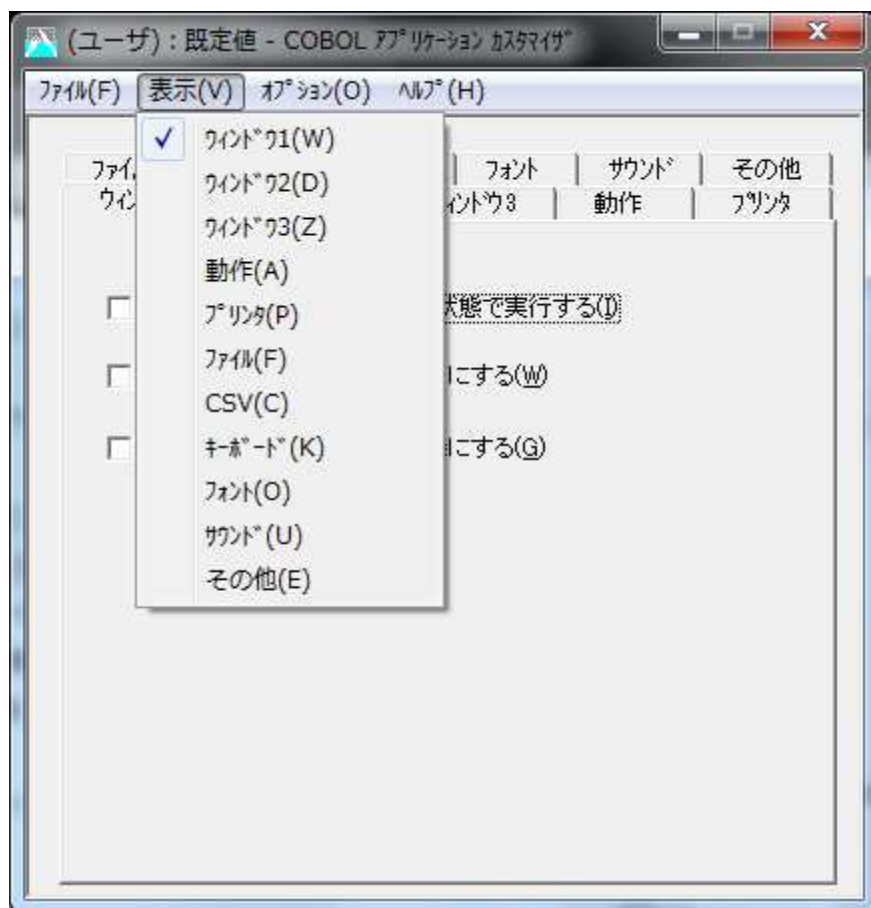 (ユーザ) : 既定値 - COBOL ｱﾌﾟﾘｹｰｼｮﾝ ｶｽﾀﾏｲｻﾞ
ﾌｧｲﾙ(F) 表示(V) ｵﾌﾟｼｮﾝ(O) ﾍﾙﾌﾟ(H)
ﾌｫﾝﾄ ｻｳﾝﾄﾞ その他
動作 ﾌﾟﾘﾝﾀ
✓ ｳｨﾝﾄﾞｳ1(W)
ｳｨﾝﾄﾞｳ2(D)
ｳｨﾝﾄﾞｳ3(Z)
動作(A)
ﾌﾟﾘﾝﾀ(P)
ﾌｧｲﾙ(F)
CSV(C)
ｷｰﾎﾞｰﾄﾞ(K)
ﾌｫﾝﾄ(O)
ｻｳﾝﾄﾞ(U)
その他(E)
状態で実行する(I)
にする(W)
にする(G)